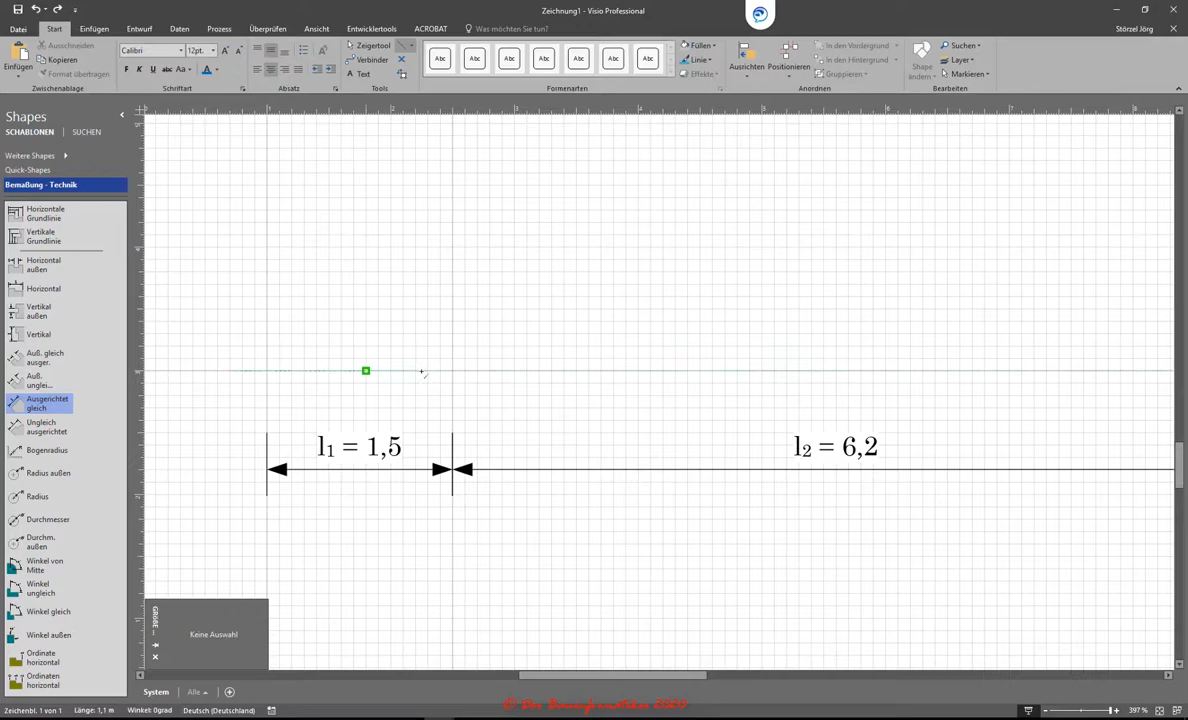 Zeichnung1 - Visio Professional
Datei Start Einfügen Entwurf Daten Prozess Überprüfen Ansicht Entwicklertools ACROBAT Was möchten Sie tun? Störzel Jörg
Einfügen
Ausschneiden
Kopieren
Format übertragen
Zwischenablage
Calibri 12pt.
F K U abc Aa
Schriftart
Absatz
Zeigertool
Verbinder
Text
Tools
Abc Abc Abc Abc Abc Abc Abc
Formenarten
Füllen
Linie
Effekte
Ausrichten Positionieren
In den Vordergrund
In den Hintergrund
Gruppieren
Anordnen
Shape ändern
Suchen
Layer
Markieren
Bearbeiten
Shapes
SCHABLONEN SUCHEN
Weitere Shapes
Quick-Shapes
Bemaßung - Technik
Horizontale Grundlinie
Vertikale Grundlinie
Horizontal außen
Horizontal
Vertikal außen
Vertikal
Auß. gleich ausger.
Auß. unglei...
Ausgerichtet gleich
Ungleich ausgerichtet
Bogenradius
Radius außen
Radius
Durchmesser
Durchm. außen
Winkel von Mitte
Winkel ungleich
Winkel gleich
Winkel außen
Ordinate horizontal
Ordinaten horizontal
l₁ = 1,5
l₂ = 6,2
GRÖßE ...
Keine Auswahl
System Alle
© Der Bauinformatiker 2020
Zeichenbl. 1 von 1 Länge: 1,1 m Winkel: 0grad Deutsch (Deutschland) 397 %